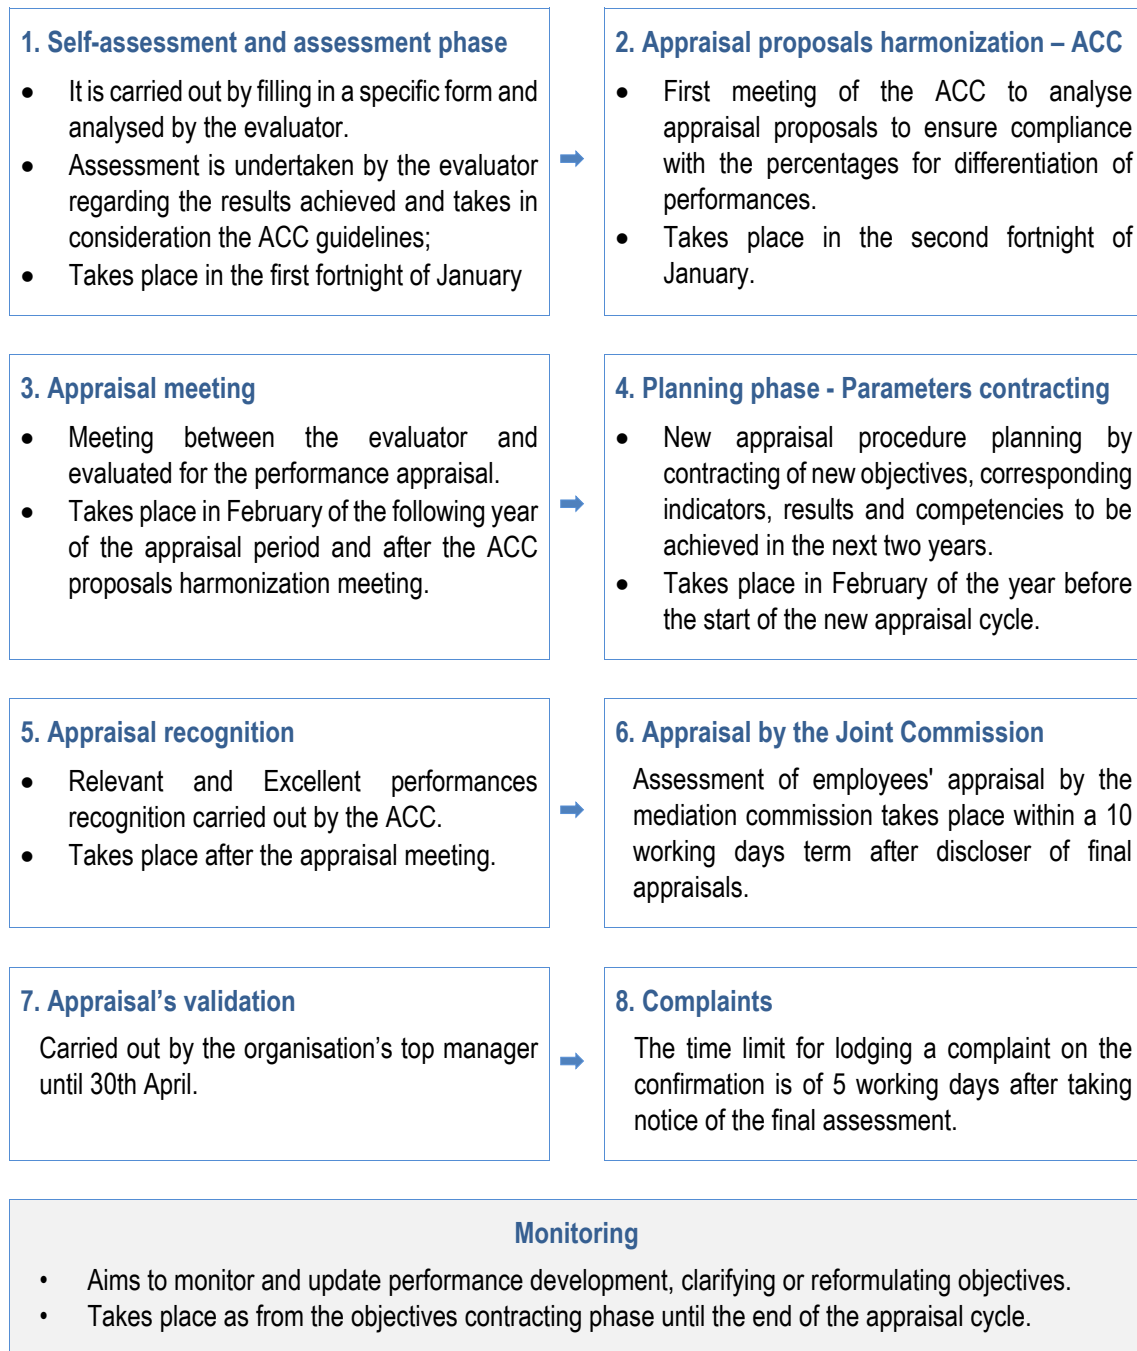 1. Self-assessment and assessment phase
• It is carried out by filling in a specific form and
analysed by the evaluator.
• Assessment is undertaken by the evaluator
regarding the results achieved and takes in
consideration the ACC guidelines;
• Takes place in the first fortnight of January
2. Appraisal proposals harmonization – ACC
• First meeting of the ACC to analyse
appraisal proposals to ensure compliance
with the percentages for differentiation of
performances.
• Takes place in the second fortnight of
January.
3. Appraisal meeting
• Meeting between the evaluator and
evaluated for the performance appraisal.
• Takes place in February of the following year
of the appraisal period and after the ACC
proposals harmonization meeting.
4. Planning phase - Parameters contracting
• New appraisal procedure planning by
contracting of new objectives, corresponding
indicators, results and competencies to be
achieved in the next two years.
• Takes place in February of the year before
the start of the new appraisal cycle.
5. Appraisal recognition
• Relevant and Excellent performances
recognition carried out by the ACC.
• Takes place after the appraisal meeting.
6. Appraisal by the Joint Commission
Assessment of employees' appraisal by the
mediation commission takes place within a 10
working days term after discloser of final
appraisals.
7. Appraisal’s validation
Carried out by the organisation’s top manager
until 30th April.
8. Complaints
The time limit for lodging a complaint on the
confirmation is of 5 working days after taking
notice of the final assessment.
Monitoring
• Aims to monitor and update performance development, clarifying or reformulating objectives.
• Takes place as from the objectives contracting phase until the end of the appraisal cycle.